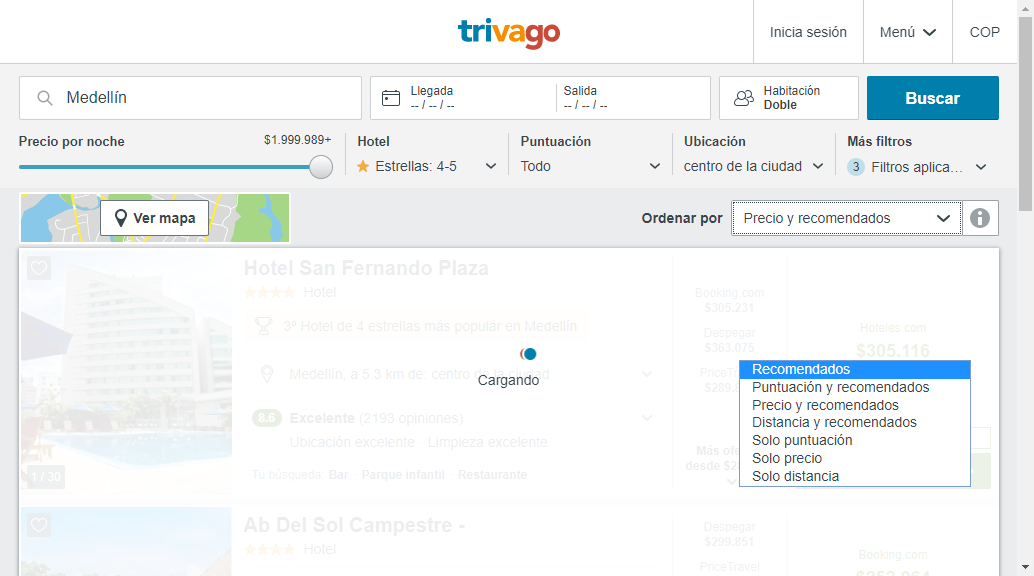 trivago
Inicia sesión
Menú
COP
Medellín
Llegada
-- / -- / --
Salida
-- / -- / --
Habitación
Doble
Buscar
Precio por noche
$1.999.989+
Hotel
Estrellas: 4-5
Puntuación
Todo
Ubicación
centro de la ciudad
Más filtros
3 Filtros aplica...
Ver mapa
Ordenar por
Precio y recomendados
Hotel San Fernando Plaza
Hotel
3º Hotel de 4 estrellas más popular en Medellín
Medellín, a 5.3 km de: centro de la ciudad
Cargando
8.6 Excelente (2193 opiniones)
Ubicación excelente Limpieza excelente
Tu búsqueda: Bar Parque infantil Restaurante
1 / 30
Booking.com
$305.231
Despegar
$363.075
PriceT
$289.
Más ofe
desde $2
Hoteles.com
$305.116
Recomendados
Puntuación y recomendados
Precio y recomendados
Distancia y recomendados
Solo puntuación
Solo precio
Solo distancia
Ab Del Sol Campestre -
Hotel
Despegar
$299.851
PriceTravel
Booking.com